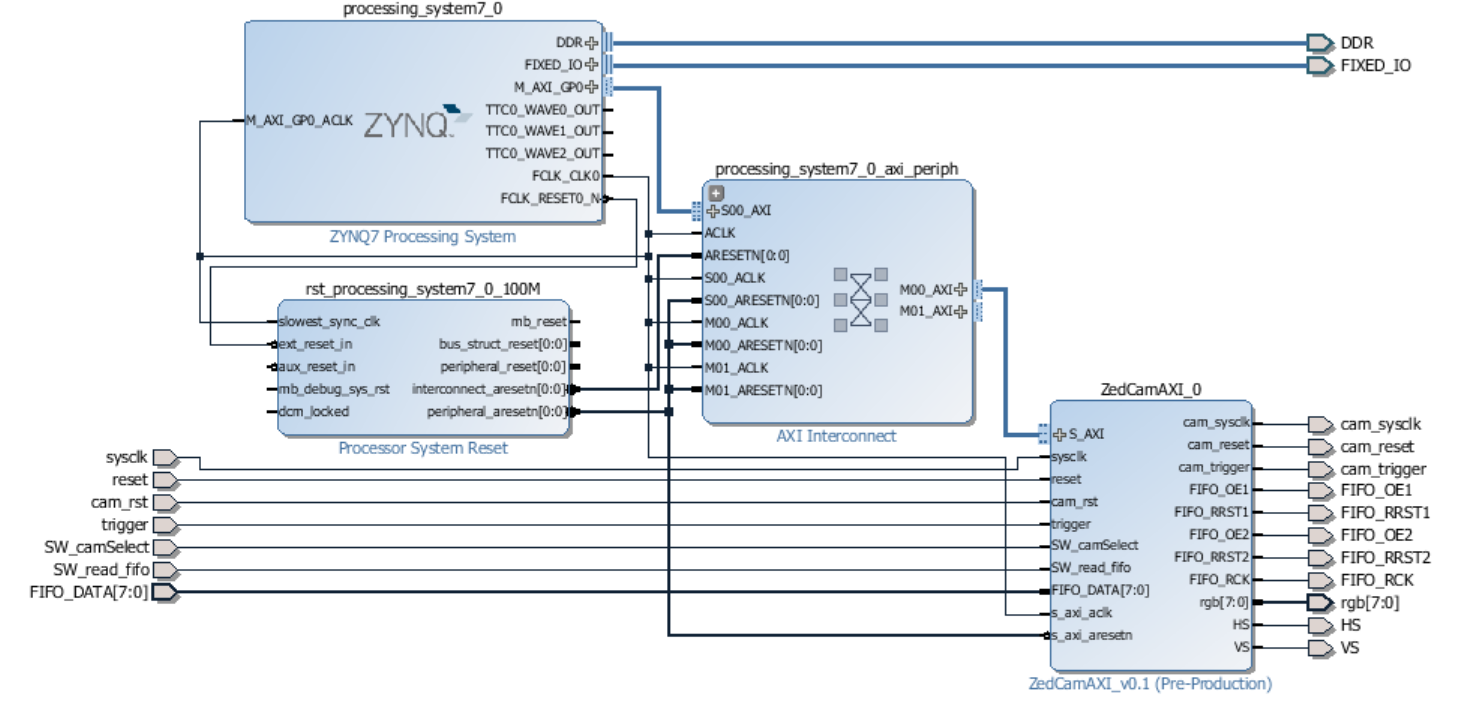 processing_system7_0
DDR
FIXED_IO
M_AXI_GP0
TTC0_WAVE0_OUT
TTC0_WAVE1_OUT
TTC0_WAVE2_OUT
FCLK_CLK0
FCLK_RESET0_N
M_AXI_GP0_ACLK
ZYNQ
ZYNQ7 Processing System
DDR
FIXED_IO
processing_system7_0_axi_periph
S00_AXI
ACLK
ARESETN[0:0]
S00_ACLK
S00_ARESETN[0:0]
M00_ACLK
M00_ARESETN[0:0]
M01_ACLK
M01_ARESETN[0:0]
M00_AXI
M01_AXI
AXI Interconnect
rst_processing_system7_0_100M
slowest_sync_clk
ext_reset_in
aux_reset_in
mb_debug_sys_rst
dcm_locked
mb_reset
bus_struct_reset[0:0]
peripheral_reset[0:0]
interconnect_aresetn[0:0]
peripheral_aresetn[0:0]
Processor System Reset
sysclk
reset
cam_rst
trigger
SW_camSelect
SW_read_fifo
FIFO_DATA[7:0]
ZedCamAXI_0
S_AXI
sysclk
reset
cam_rst
trigger
SW_camSelect
SW_read_fifo
FIFO_DATA[7:0]
s_axi_aclk
s_axi_aresetn
cam_sysclk
cam_reset
cam_trigger
FIFO_OE1
FIFO_RRST1
FIFO_OE2
FIFO_RRST2
FIFO_RCK
rgb[7:0]
HS
VS
ZedCamAXI_v0.1 (Pre-Production)
cam_sysclk
cam_reset
cam_trigger
FIFO_OE1
FIFO_RRST1
FIFO_OE2
FIFO_RRST2
FIFO_RCK
rgb[7:0]
HS
VS